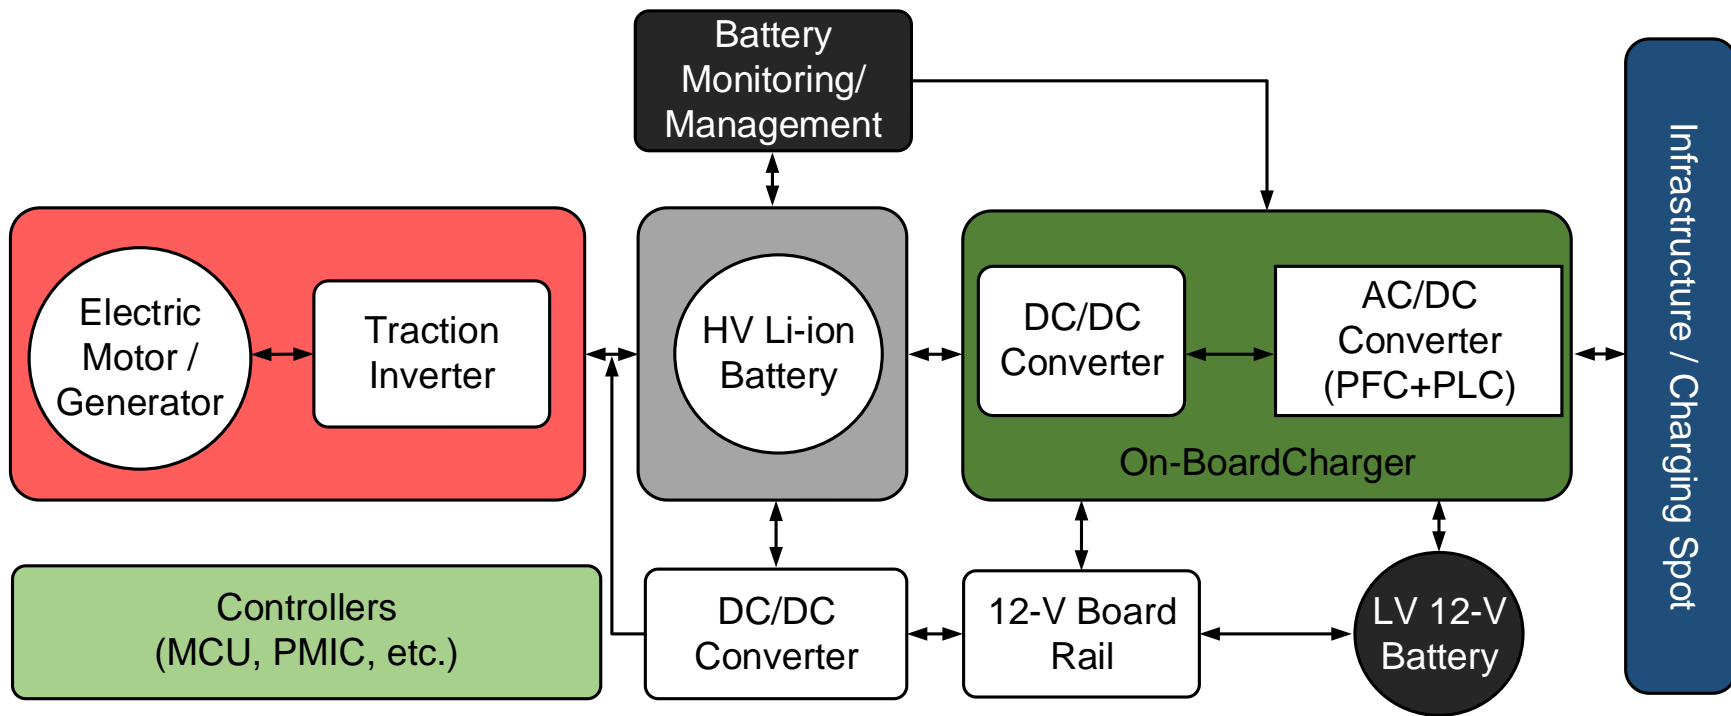 Battery
Monitoring/
Management
Electric
Motor /
Generator
Traction
Inverter
HV Li-ion
Battery
DC/DC
Converter
AC/DC
Converter
(PFC+PLC)
On-BoardCharger
Infrastructure / Charging Spot
Controllers
(MCU, PMIC, etc.)
DC/DC
Converter
12-V Board
Rail
LV 12-V
Battery